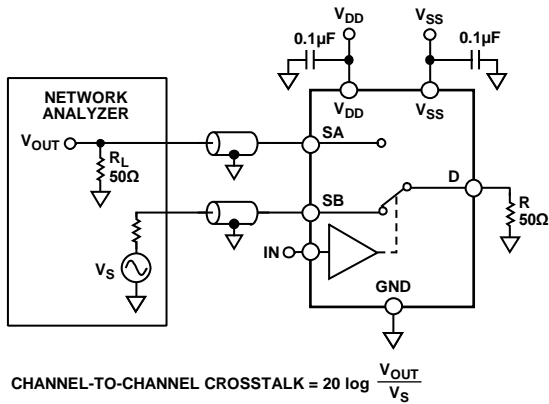 VDD
VSS
0.1µF
0.1µF
NETWORK
ANALYZER
VDD
VSS
VOUT
SA
RL
50Ω
SB
D
R
50Ω
IN
VS
GND
CHANNEL-TO-CHANNEL CROSSTALK = 20 log VOUT
VS